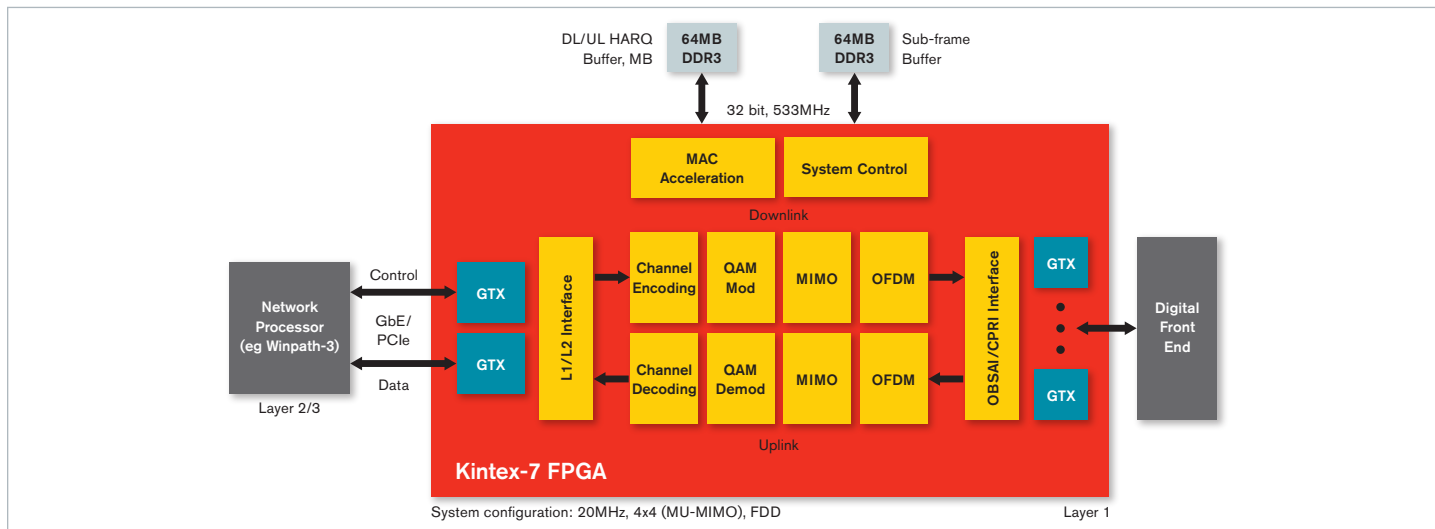 DL/UL HARQ
Buffer, MB
64MB
DDR3
64MB
DDR3
Sub-frame
Buffer
32 bit, 533MHz
MAC
Acceleration
System Control
Downlink
Network
Processor
(eg Winpath-3)
Layer 2/3
Control
GbE/
PCIe
Data
GTX
GTX
L1/L2 Interface
Channel
Encoding
QAM
Mod
MIMO
OFDM
Channel
Decoding
QAM
Demod
MIMO
OFDM
Uplink
OBSAI/CPRI Interface
GTX
GTX
Digital
Front
End
Kintex-7 FPGA
System configuration: 20MHz, 4x4 (MU-MIMO), FDD
Layer 1